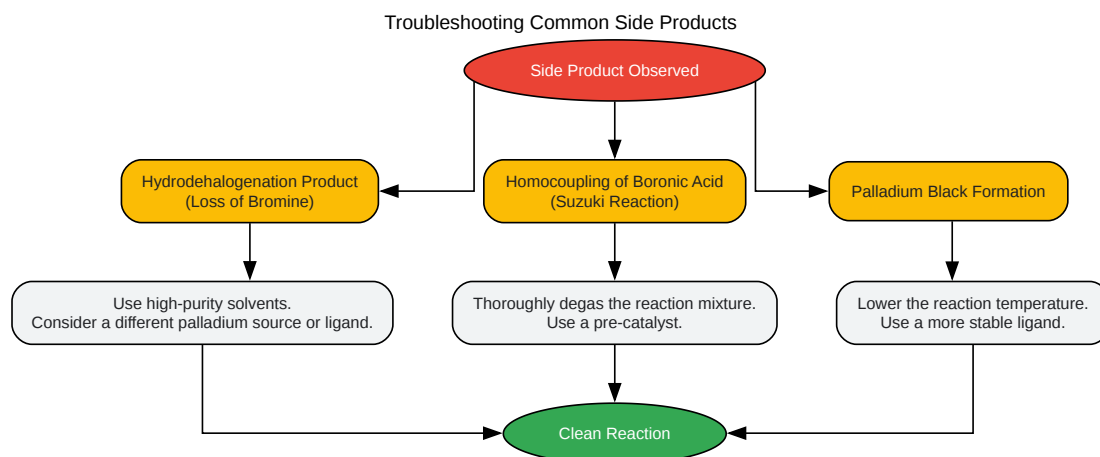 Troubleshooting Common Side Products
Side Product Observed
Hydrodehalogenation Product
(Loss of Bromine)
Homocoupling of Boronic Acid
(Suzuki Reaction)
Palladium Black Formation
Use high-purity solvents.
Consider a different palladium source or ligand.
Thoroughly degas the reaction mixture.
Use a pre-catalyst.
Lower the reaction temperature.
Use a more stable ligand.
Clean Reaction